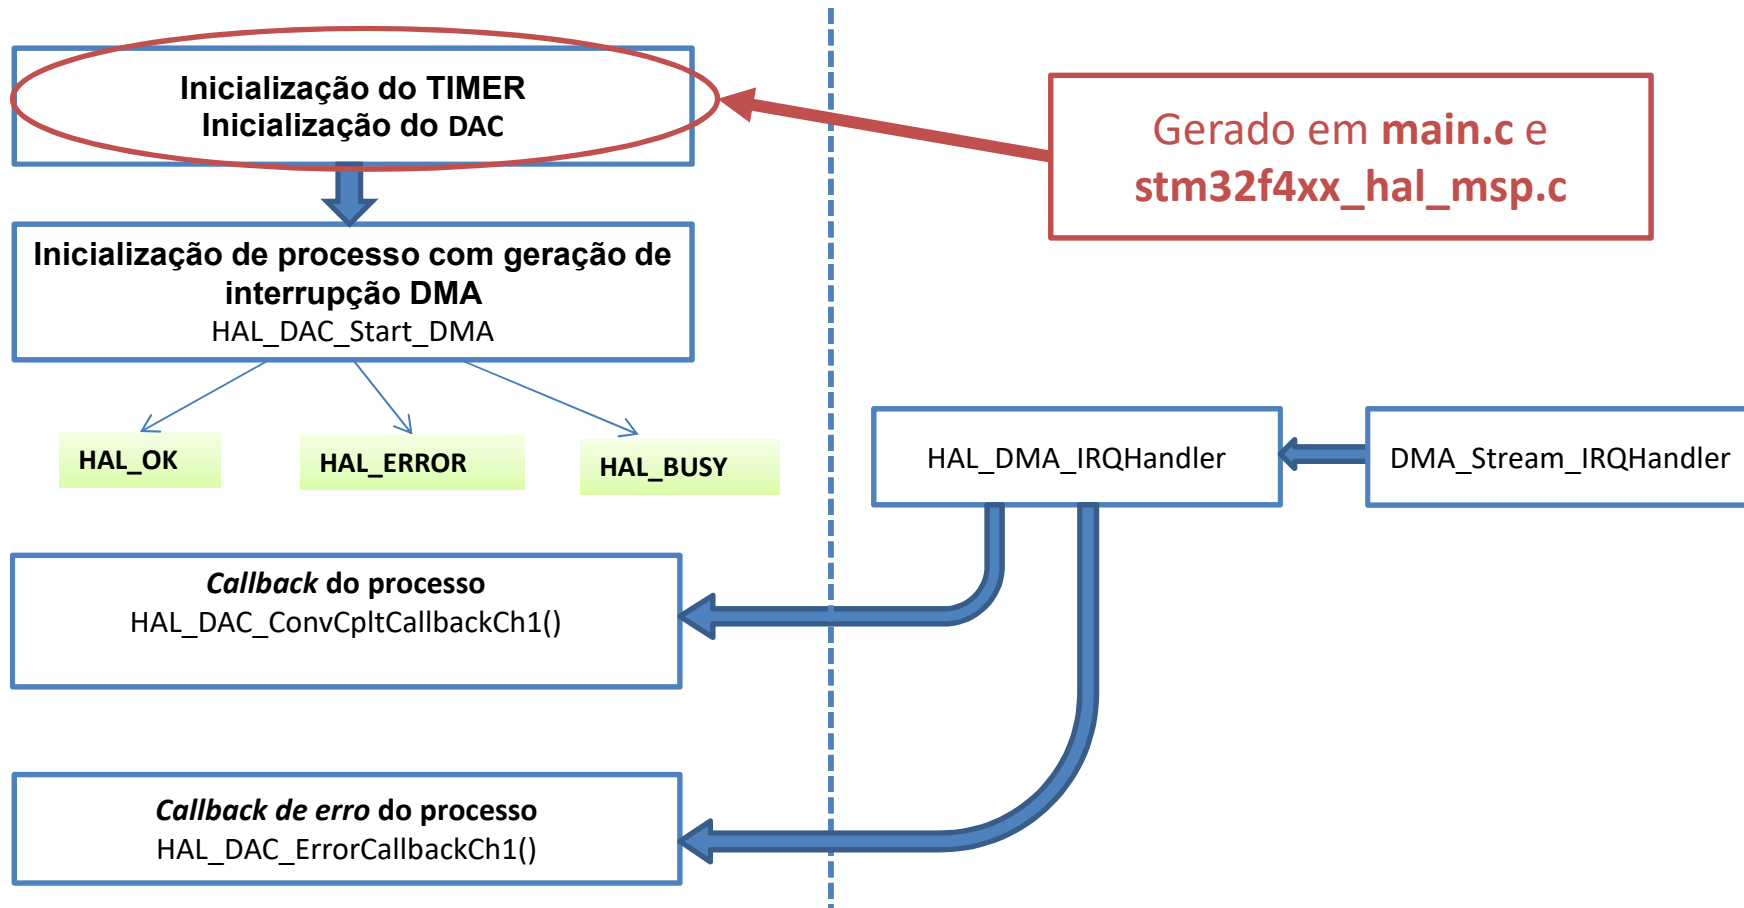 Inicialização do TIMER
Inicialização do DAC
Gerado em main.c e
stm32f4xx_hal_msp.c
Inicialização de processo com geração de
interrupção DMA
HAL_DAC_Start_DMA
HAL_OK
HAL_ERROR
HAL_BUSY
HAL_DMA_IRQHandler
DMA_Stream_IRQHandler
Callback do processo
HAL_DAC_ConvCpltCallbackCh1()
Callback de erro do processo
HAL_DAC_ErrorCallbackCh1()